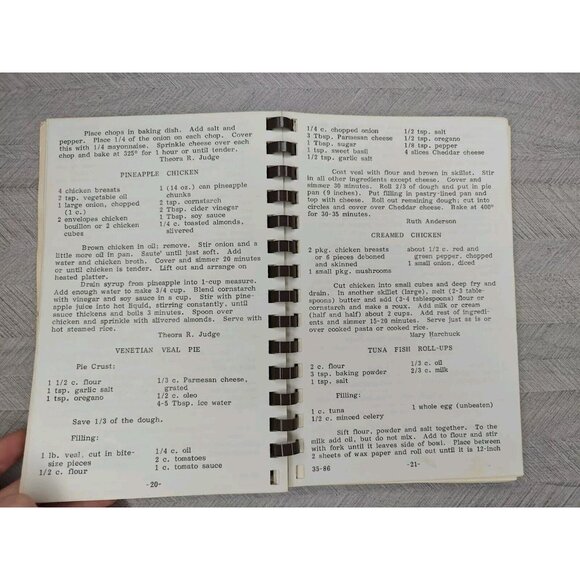 Place chops in baking dish. Add salt and
pepper. Place 1/4 of the onion on each chop. Cover
this with 1/4 mayonnaise. Sprinkle cheese over each
chop and bake at 325° for 1 hour or until tender.
Theora R. Judge
PINEAPPLE CHICKEN
4 chicken breasts
2 tsp. vegetable oil
1 large onion, chopped
(1 c.)
2 envelopes chicken
bouillon or 2 chicken
cubes
1 (14 oz.) can pineapple
chunks
2 tsp. cornstarch
2 Tbsp. cider vinegar
1 Tbsp. soy sauce
1/4 c. toasted almonds,
slivered
Brown chicken in oil; remove. Stir onion and a
little more oil in pan. Saute' until just soft. Add
water and chicken broth. Cover and simmer 20 minutes
or until chicken is tender. Lift out and arrange on
heated platter.
Drain syrup from pineapple into 1-cup measure.
Add enough water to make 3/4 cup. Blend cornstarch
with vinegar and soy sauce in a cup. Stir with pine-
apple juice into hot liquid, stirring constantly, until
sauce thickens and boils 3 minutes. Spoon over
chicken and sprinkle with slivered almonds. Serve with
hot steamed rice.
Theora R. Judge
VENETIAN VEAL PIE
Pie Crust:
1 1/2 c. flour
1 tsp. garlic salt
1 tsp. oregano
1/3 c. Parmesan cheese,
grated
1/2 c. oleo
4-5 Tbsp. ice water
Save 1/3 of the dough.
Filling:
1 lb. veal, cut in bite-
size pieces
1/2 c. flour
1/4 c. oil
2 c. tomatoes
1 c. tomato sauce
-20-
1/4 c. chopped onion
3 Tbsp. Parmesan cheese
1 Tbsp. sugar
1 tsp. sweet basil
1/2 tsp. garlic salt
1/2 tsp. salt
1/2 tsp. oregano
1/8 tsp. pepper
4 slices Cheddar cheese
Coat veal with flour and brown in skillet. Stir
in all other ingredients except cheese. Cover and
simmer 30 minutes. Roll 2/3 of dough and put in pie
pan (9 inches). Put filling in pastry-lined pan and
top with cheese. Roll out remaining dough; cut into
circles and cover over Cheddar cheese. Bake at 400°
for 30-35 minutes.
Ruth Anderson
CREAMED CHICKEN
2 pkg. chicken breasts
or 6 pieces deboned
and skinned
1 small pkg. mushrooms
about 1/2 c. red and
green pepper, chopped
1 small onion, diced
Cut chicken into small cubes and deep fry and
drain. In another skillet (large), melt (2-3 table-
spoons) butter and add (3-4 tablespoons) flour or
cornstarch and make a roux. Add milk or cream
(half and half) about 2 cups. Add rest of ingredi-
ents and simmer 15-20 minutes. Serve just as is or
over cooked pasta or cooked rice.
Mary Harchuck
TUNA FISH ROLL-UPS
2 c. flour
3 tsp. baking powder
1 tsp. salt
1/3 c. oil
2/3 c. milk
Filling:
1 c. tuna
1/2 c. minced celery
1 whole egg (unbeaten)
Sift flour, powder and salt together. To the
milk add oil, but do not mix. Add to flour and stir
with fork until it leaves side of bowl. Place between
2 sheets of wax paper and roll out until it is 12-inch
35-86
-21-